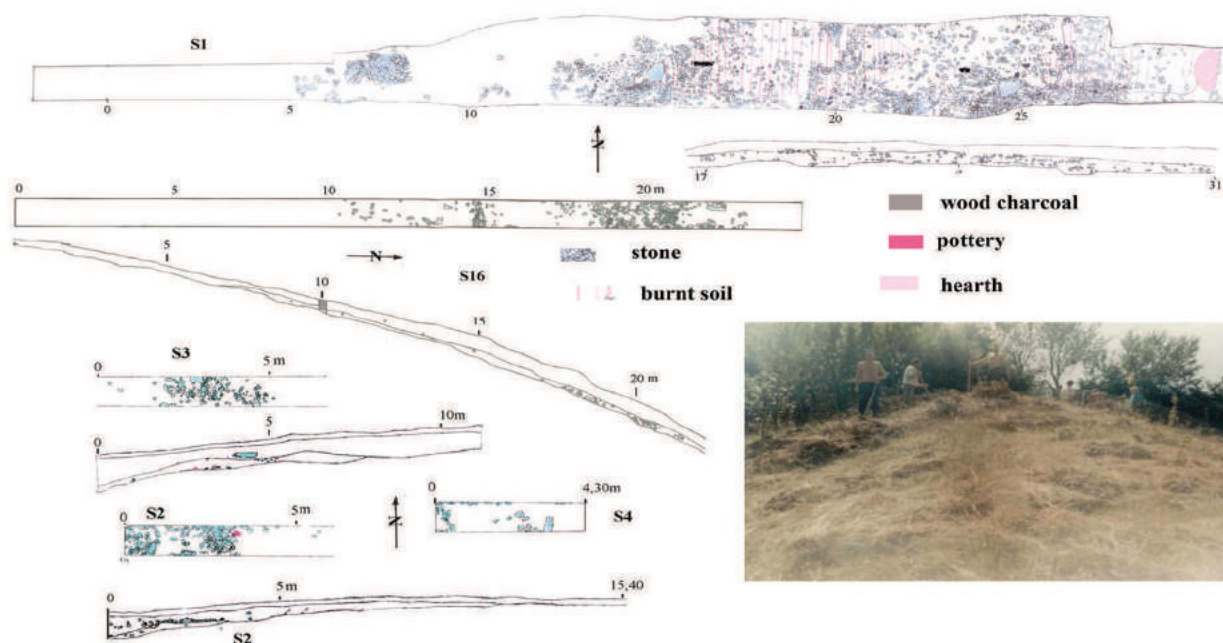 S1
0
5
10
20
25
N
17
31
0
5
10
15
20 m
wood charcoal
5
N
S16
stone
pottery
10
burnt soil
hearth
15
S3
0
5 m
20 m
0
5
10m
0
4,30m
S2
0
5m
N
S4
0
5m
15,40
S2